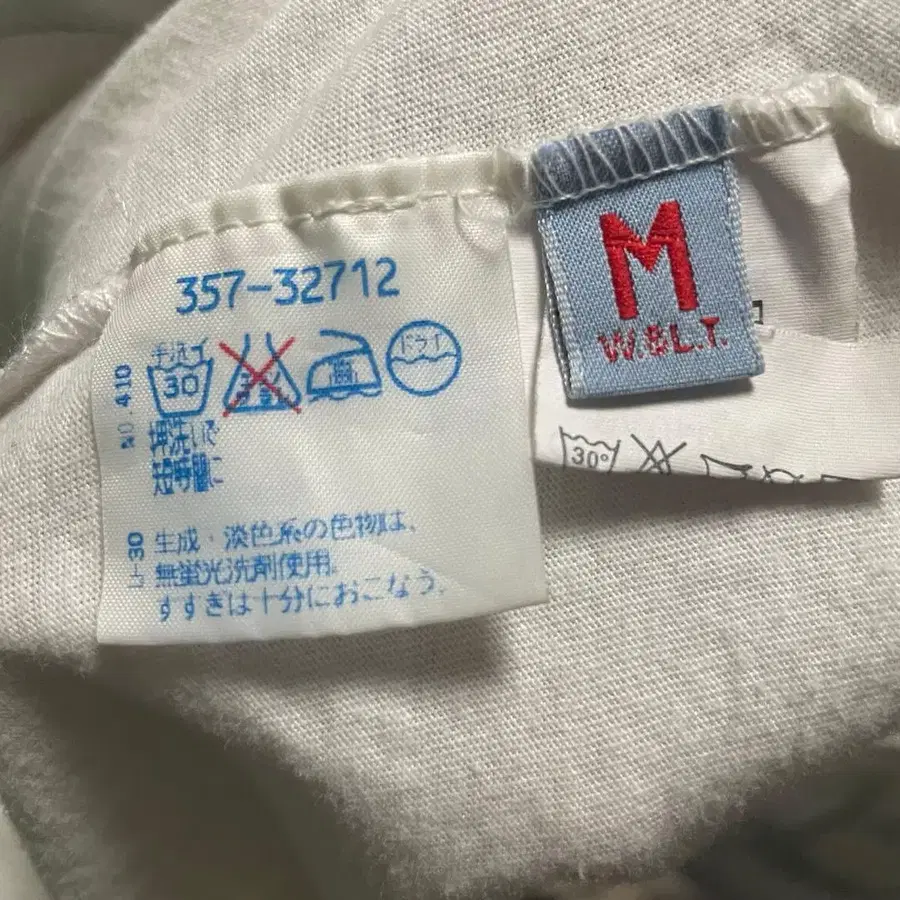 357-32712
NO.410
手洗イ
30
ドライ
押洗いで
短時間に
U-30
生成・淡色系の色物は、
無蛍光洗剤使用。
すすぎは十分におこなう。
M
W.&L.T.
30°